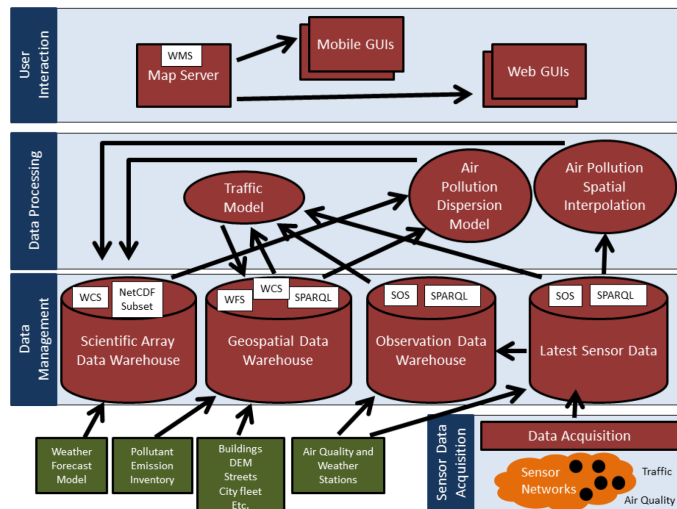 User
Interaction
WMS
Map Server
Mobile GUIs
Web GUIs
Data Processing
Traffic
Model
Air
Pollution
Dispersion
Model
Air Pollution
Spatial
Interpolation
Data
Management
WCS
NetCDF
Subset
Scientific Array
Data Warehouse
WFS
WCS
SPARQL
Geospatial Data
Warehouse
SOS
SPARQL
Observation Data
Warehouse
SOS
SPARQL
Latest Sensor Data
Weather
Forecast
Model
Pollutant
Emission
Inventory
Buildings
DEM
Streets
City fleet
Etc.
Air Quality and
Weather
Stations
Sensor Data
Acquisition
Data Acquisition
Sensor
Networks
Traffic
Air Quality